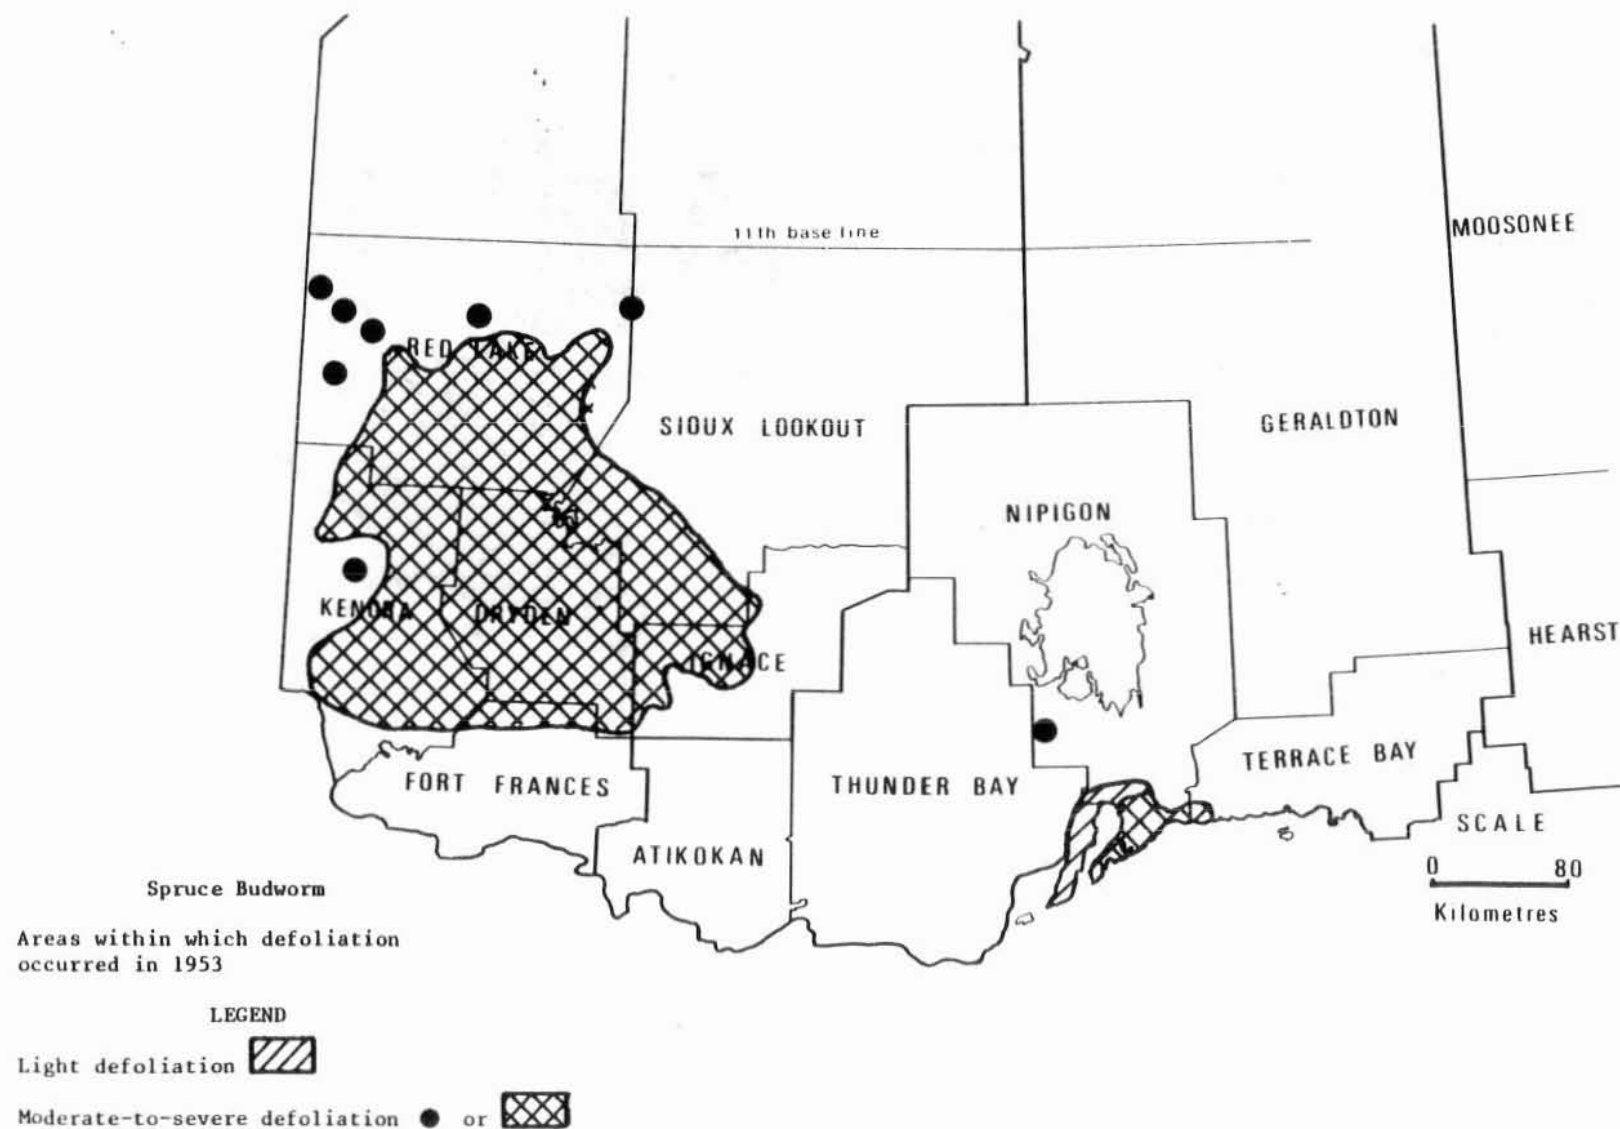 11th base line
MOOSONEE
RED LAKE
SIOUX LOOKOUT
GERALDTON
NIPIGON
KENORA
DRYDEN
IGNACE
HEARST
FORT FRANCES
THUNDER BAY
TERRACE BAY
ATIKOKAN
SCALE
0 80
Kilometres
Spruce Budworm
Areas within which defoliation
occurred in 1953
LEGEND
Light defoliation
Moderate-to-severe defoliation or